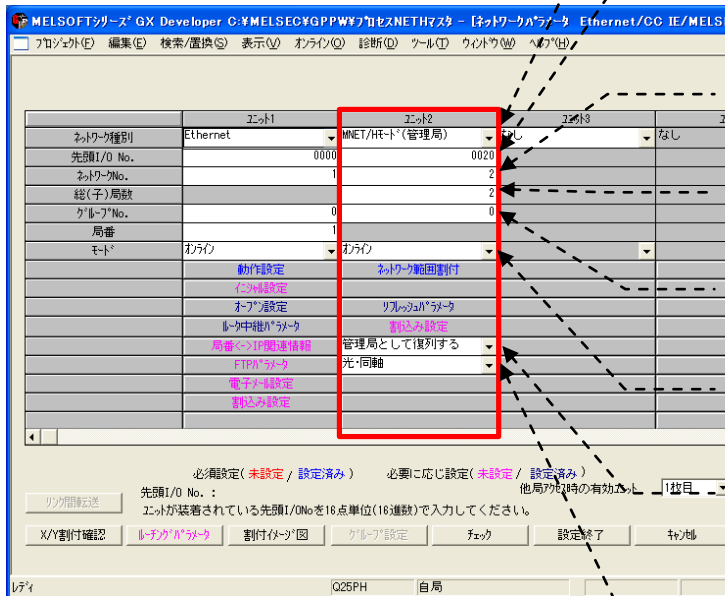 MELSOFTシリーズ GX Developer C:¥MELSEC¥GPPW¥プロセスNETHマスタ - [ネットワークパラメータ Ethernet/CC IE/MELS
プロジェクト(F) 編集(E) 検索/置換(S) 表示(V) オンライン(O) 診断(D) ツール(T) ウィンドウ(W) ヘルプ(H)
ユニット1 ユニット2 ユニット3
ネットワーク種別 Ethernet MNET/Hモード(管理局) なし なし
先頭I/O No. 0000 0020
ネットワークNo. 1 2
総(子)局数 2
グループNo. 0 0
局番 1
モード オンライン オンライン
動作設定 ネットワーク範囲割付
イニシャル設定
オープン設定 リフレッシュパラメータ
ルータ中継パラメータ 割込み設定
局番<->IP関連情報 管理局として復列する
FTPパラメータ 光・同軸
電子メール設定
割込み設定
必須設定( 未設定 / 設定済み ) 必要に応じ設定( 未設定 / 設定済み )
先頭I/O No. : 他局アクセス時の有効ユニット 1枚目
リンク間転送 ユニットが装着されている先頭I/ONoを16点単位(16進数)で入力してください。
X/Y割付確認 ルーチングパラメータ 割付イメージ図 グループ設定 チェック 設定終了 キャンセル
レディ Q25PH 自局